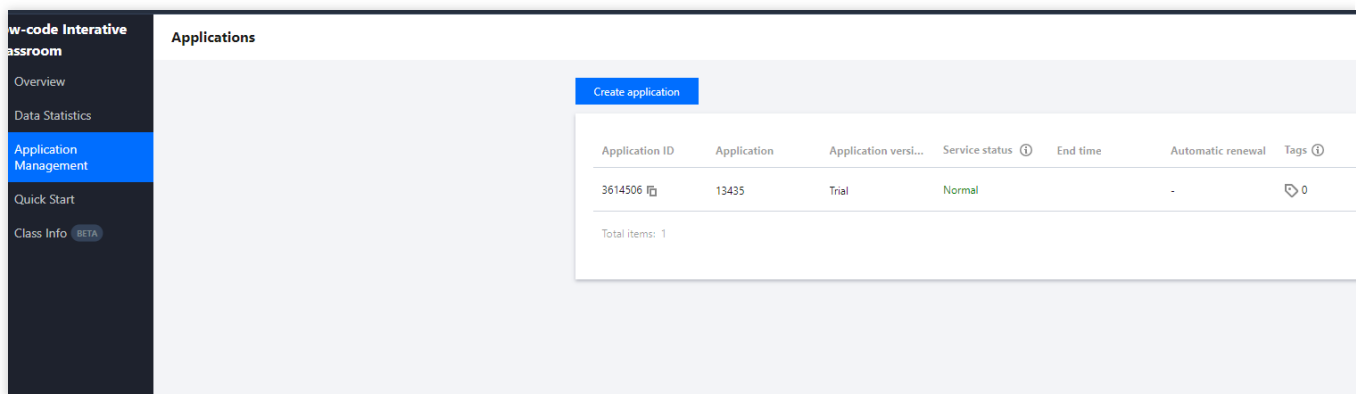 ow-code Interative
assroom
Overview
Data Statistics
Application
Management
Quick Start
Class Info BETA
Applications
Create application
Application ID Application Application versi... Service status End time Automatic renewal Tags
3614506 13435 Trial Normal - 0
Total items: 1